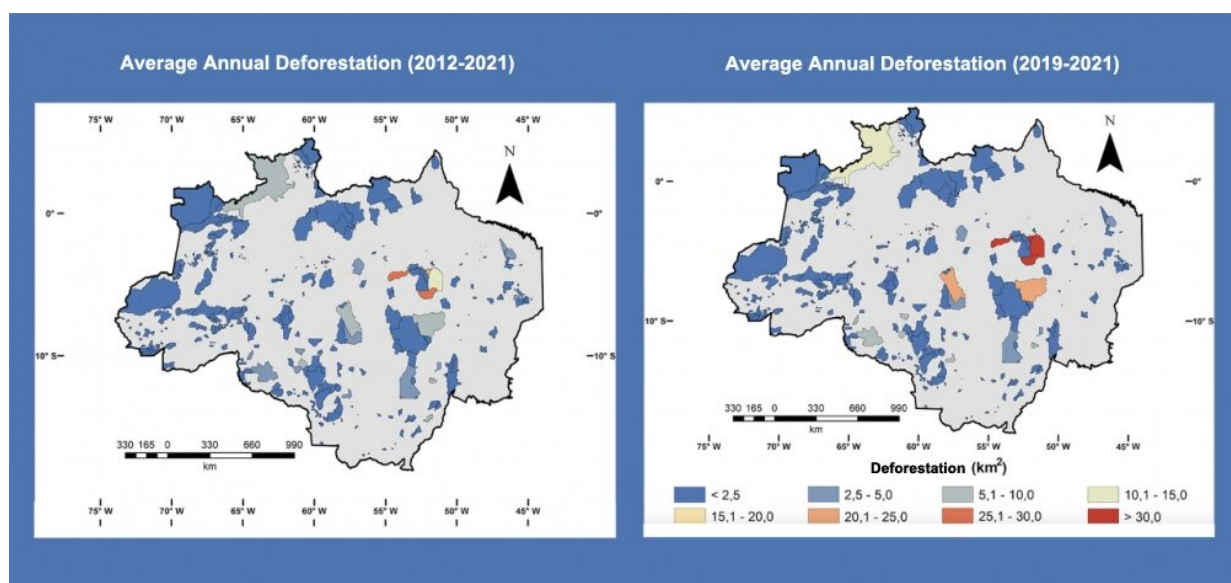 Average Annual Deforestation (2012-2021)
75° W 70° W 65° W 60° W 55° W 50° W 45° W
N
0° 0°
10° S 10° S
330 165 0 330 660 990
km
75° W 70° W 65° W 60° W 55° W 50° W 45° W
Average Annual Deforestation (2019-2021)
75° W 70° W 65° W 60° W 55° W 50° W 45° W
N
0° 0°
10° S 10° S
330 165 0 330 660 990
km
75° W 70° W 65° W 60° W 55° W 50° W 45° W
Deforestation (km²)
< 2,5 2,5 - 5,0 5,1 - 10,0 10,1 - 15,0
15,1 - 20,0 20,1 - 25,0 25,1 - 30,0 > 30,0